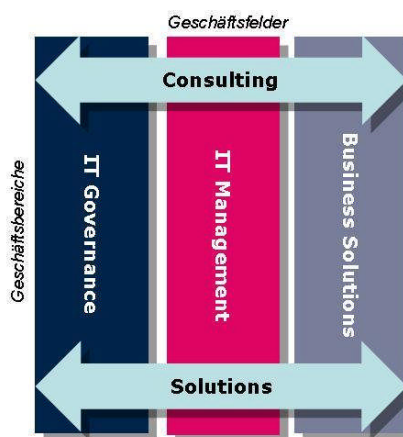 Geschäftsfelder
Consulting
Geschäftsbereiche
IT Governance
IT Management
Business Solutions
Solutions